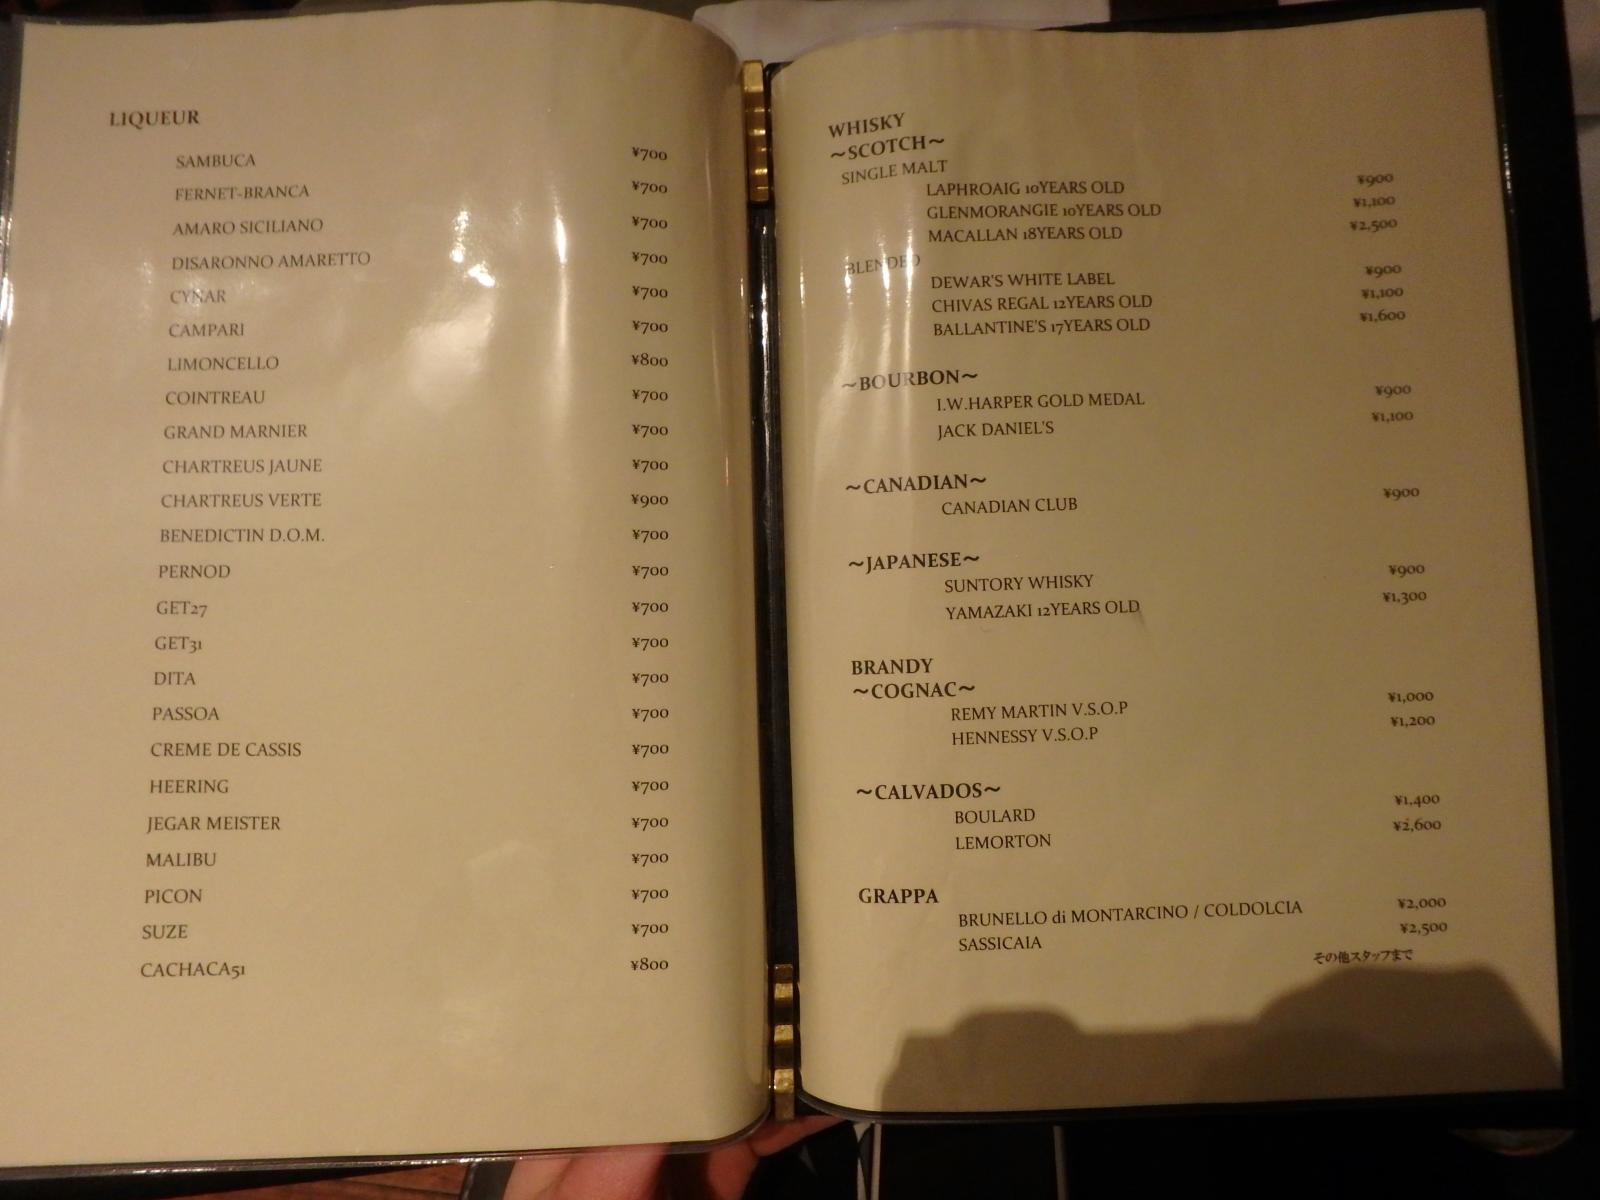 LIQUEUR
SAMBUCA ¥700
FERNET-BRANCA ¥700
AMARO SICILIANO ¥700
DISARONNO AMARETTO ¥700
CYNAR ¥700
CAMPARI ¥700
LIMONCELLO ¥800
COINTREAU ¥700
GRAND MARNIER ¥700
CHARTREUS JAUNE ¥700
CHARTREUS VERTE ¥900
BENEDICTIN D.O.M. ¥700
PERNOD ¥700
GET27 ¥700
GET31 ¥700
DITA ¥700
PASSOA ¥700
CREME DE CASSIS ¥700
HEERING ¥700
JEGAR MEISTER ¥700
MALIBU ¥700
PICON ¥700
SUZE ¥700
CACHACA51 ¥800
WHISKY
～SCOTCH～
SINGLE MALT
LAPHROAIG 10YEARS OLD ¥900
GLENMORANGIE 10YEARS OLD ¥1,100
MACALLAN 18YEARS OLD ¥2,500
BLENDED
DEWAR'S WHITE LABEL ¥900
CHIVAS REGAL 12YEARS OLD ¥1,100
BALLANTINE'S 17YEARS OLD ¥1,600
～BOURBON～
I.W.HARPER GOLD MEDAL ¥900
JACK DANIEL'S ¥1,100
～CANADIAN～
CANADIAN CLUB ¥900
～JAPANESE～
SUNTORY WHISKY ¥900
YAMAZAKI 12YEARS OLD ¥1,300
BRANDY
～COGNAC～
REMY MARTIN V.S.O.P ¥1,000
HENNESSY V.S.O.P ¥1,200
～CALVADOS～
BOULARD ¥1,400
LEMORTON ¥2,600
GRAPPA
BRUNELLO di MONTARCINO / COLDOLCIA ¥2,000
SASSICAIA ¥2,500
その他スタッフまで